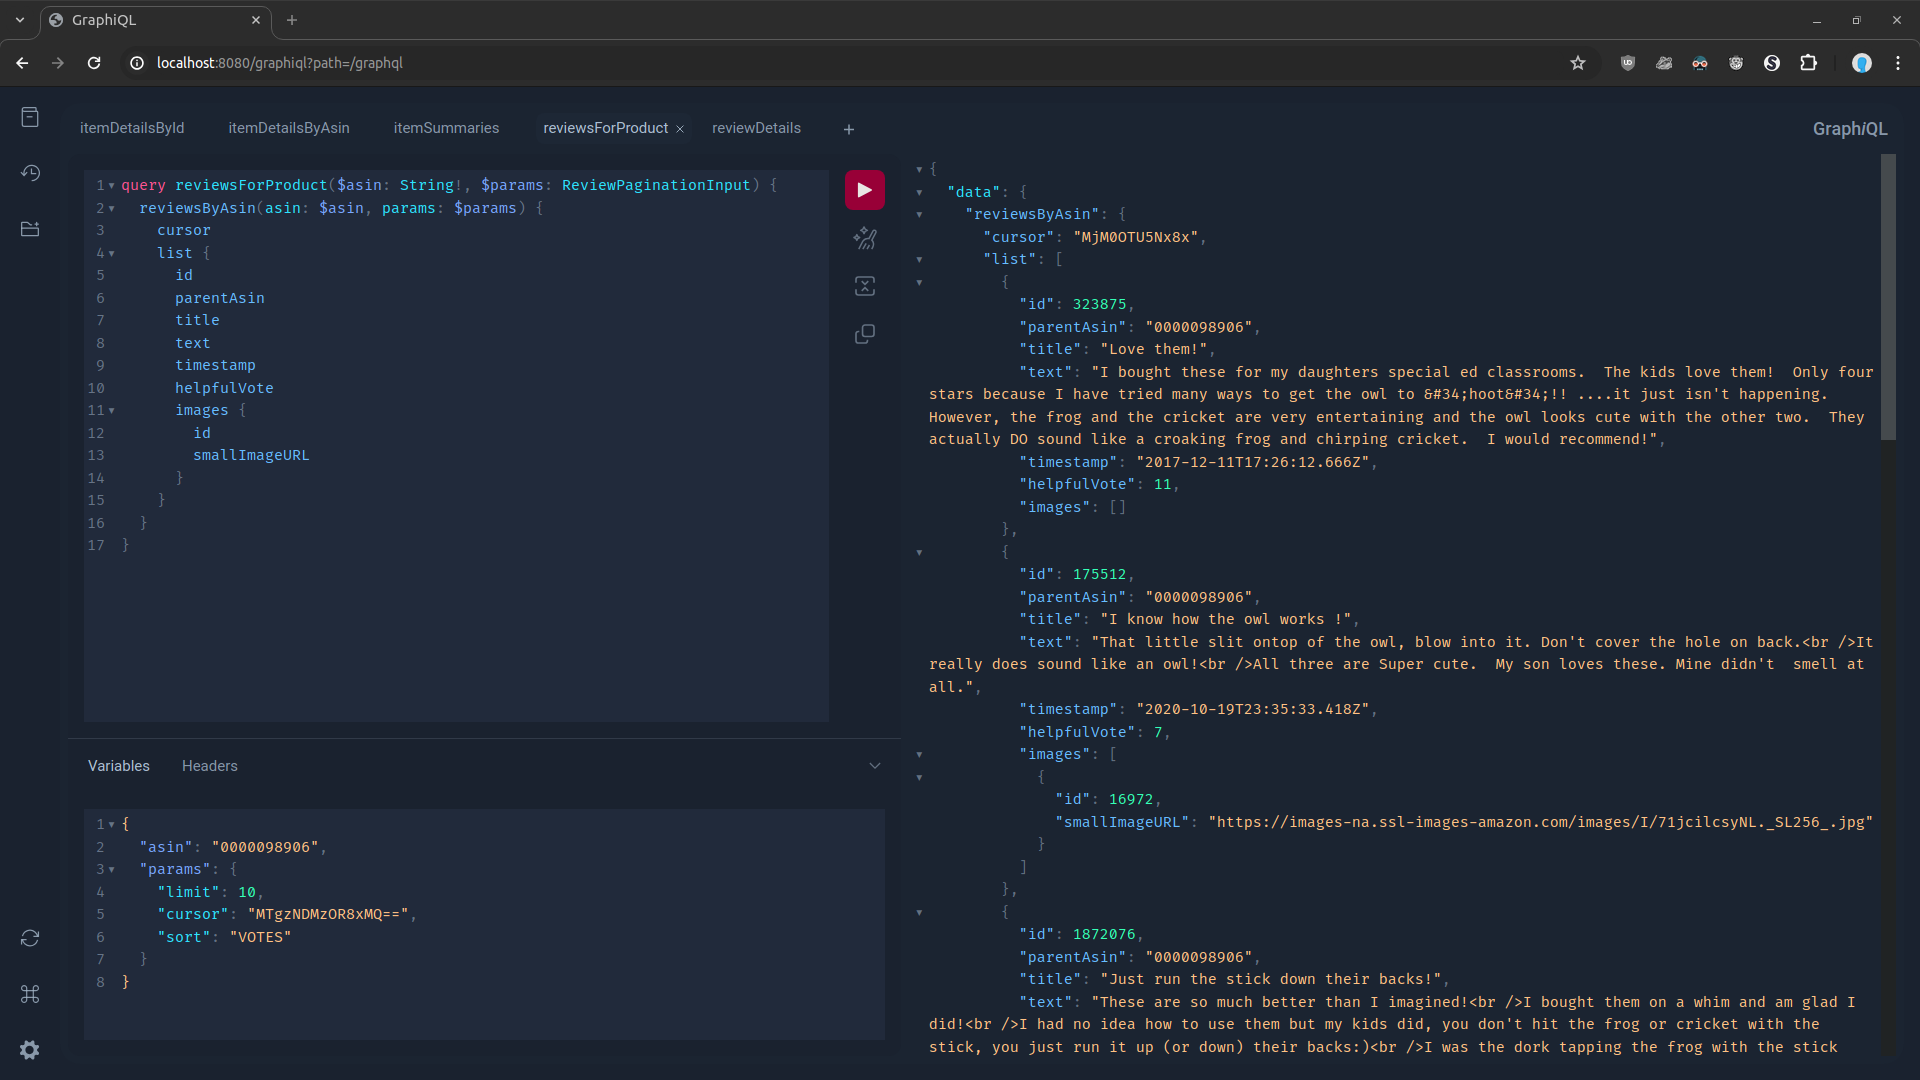 GraphiQL
localhost:8080/graphiql?path=/graphql
itemDetailsById
itemDetailsByAsin
itemSummaries
reviewsForProduct
reviewDetails
GraphiQL
1 query reviewsForProduct($asin: String!, $params: ReviewPaginationInput) {
2 reviewsByAsin(asin: $asin, params: $params) {
3 cursor
4 list {
5 id
6 parentAsin
7 title
8 text
9 timestamp
10 helpfulVote
11 images {
12 id
13 smallImageURL
14 }
15 }
16 }
17 }
Variables
Headers
1 {
2 "asin": "0000098906",
3 "params": {
4 "limit": 10,
5 "cursor": "MTgzNDMzOR8xMQ==",
6 "sort": "VOTES"
7 }
8 }
{
"data": {
"reviewsByAsin": {
"cursor": "MjM0OTU5Nx8x",
"list": [
{
"id": 323875,
"parentAsin": "0000098906",
"title": "Love them!",
"text": "I bought these for my daughters special ed classrooms.  The kids love them!  Only four
stars because I have tried many ways to get the owl to &#34;hoot&#34;!! ....it just isn't happening.
However, the frog and the cricket are very entertaining and the owl looks cute with the other two.  They
actually DO sound like a croaking frog and chirping cricket.  I would recommend!",
"timestamp": "2017-12-11T17:26:12.666Z",
"helpfulVote": 11,
"images": []
},
{
"id": 175512,
"parentAsin": "0000098906",
"title": "I know how the owl works !",
"text": "That little slit ontop of the owl, blow into it. Don't cover the hole on back.<br />It
really does sound like an owl!<br />All three are Super cute.  My son loves these. Mine didn't  smell at
all.",
"timestamp": "2020-10-19T23:35:33.418Z",
"helpfulVote": 7,
"images": [
{
"id": 16972,
"smallImageURL": "https://images-na.ssl-images-amazon.com/images/I/71jcilcsyNL._SL256_.jpg"
}
]
},
{
"id": 1872076,
"parentAsin": "0000098906",
"title": "Just run the stick down their backs!",
"text": "These are so much better than I imagined!<br />I bought them on a whim and am glad I
did!<br />I had no idea how to use them but my kids did, you don't hit the frog or cricket with the
stick, you just run it up (or down) their backs:)<br />I was the dork tapping the frog with the stick